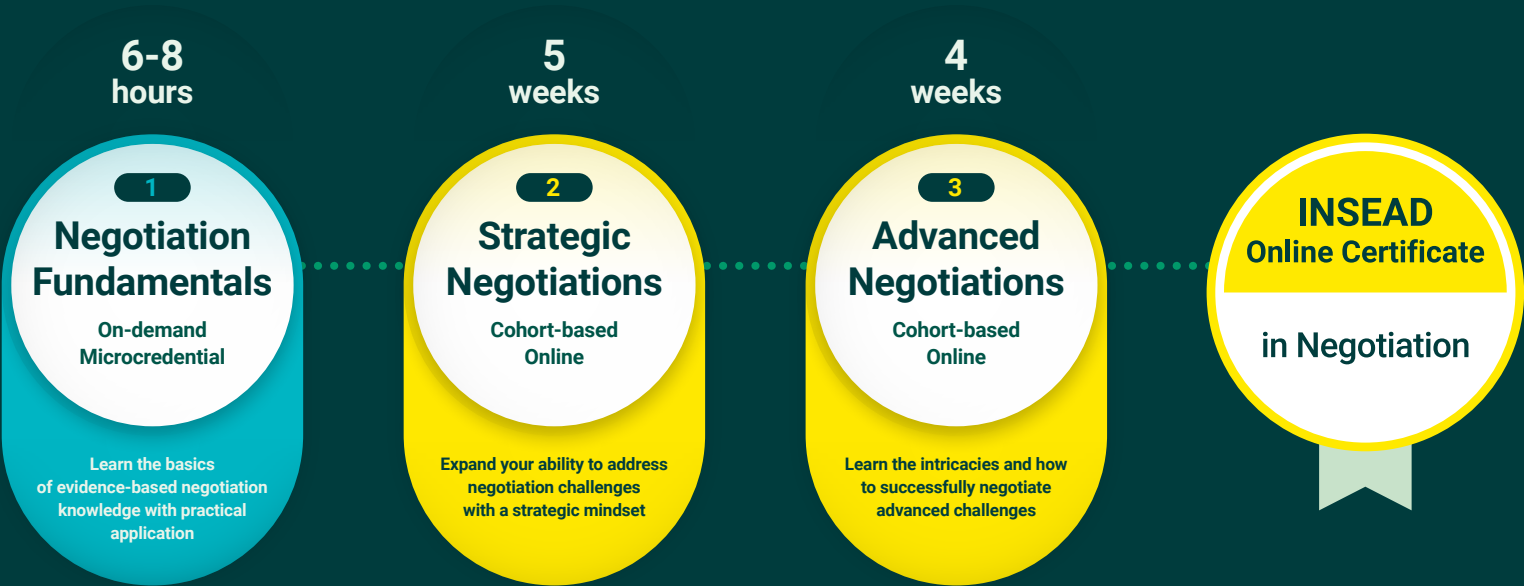 6-8
hours
1
Negotiation
Fundamentals
On-demand
Microcredential
Learn the basics
of evidence-based negotiation
knowledge with practical
application
5
weeks
2
Strategic
Negotiations
Cohort-based
Online
Expand your ability to address
negotiation challenges
with a strategic mindset
4
weeks
3
Advanced
Negotiations
Cohort-based
Online
Learn the intricacies and how
to successfully negotiate
advanced challenges
INSEAD
Online Certificate
in Negotiation